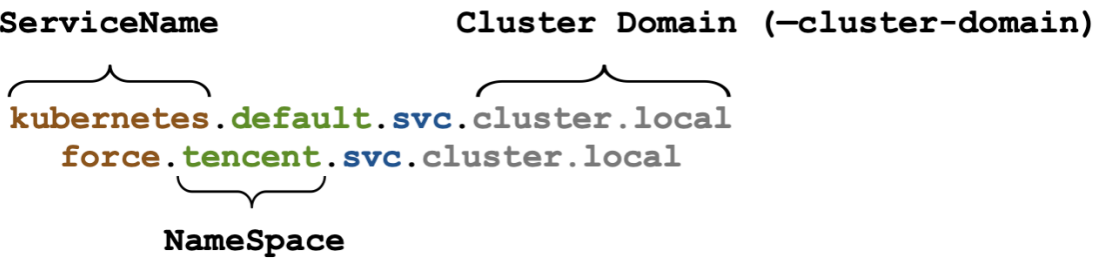 ServiceName
Cluster Domain (—cluster-domain)
kubernetes.default.svc.cluster.local
force.tencent.svc.cluster.local
NameSpace